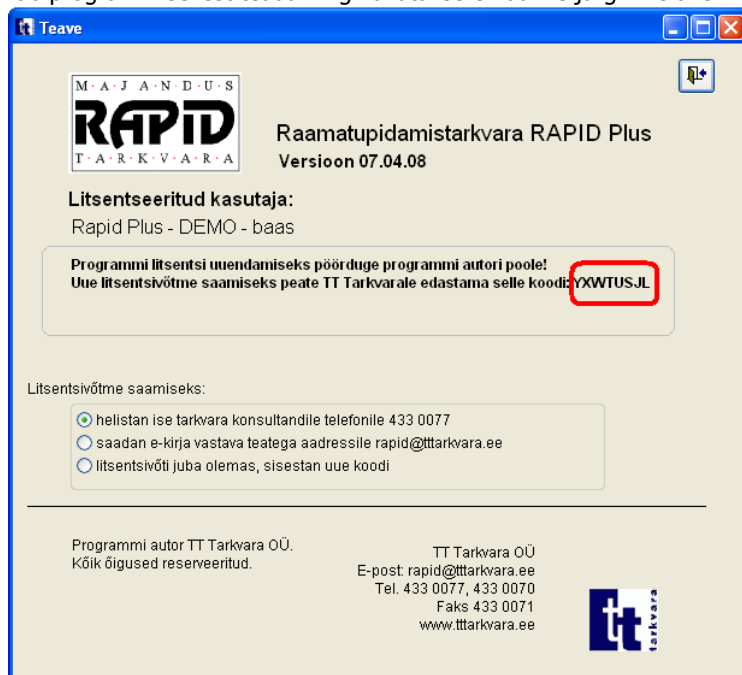 Teave
M·A·J·A·N·D·U·S
RAPID
T·A·R·K·V·A·R·A
Raamatupidamistarkvara RAPID Plus
Versioon 07.04.08
Litsentseeritud kasutaja:
Rapid Plus - DEMO - baas
Programmi litsentsi uuendamiseks pöörduge programmi autori poole!
Uue litsentsivõtme saamiseks peate TT Tarkvarale edastama selle koodi: YXWTUSJL
Litsentsivõtme saamiseks:
helistan ise tarkvara konsultandile telefonile 433 0077
saadan e-kirja vastava teatega aadressile rapid@tttarkvara.ee
litsentsivõti juba olemas, sisestan uue koodi
Programmi autor TT Tarkvara OÜ.
Kõik õigused reserveeritud.
TT Tarkvara OÜ
E-post: rapid@tttarkvara.ee
Tel. 433 0077, 433 0070
Faks 433 0071
www.tttarkvara.ee
tt tarkvara